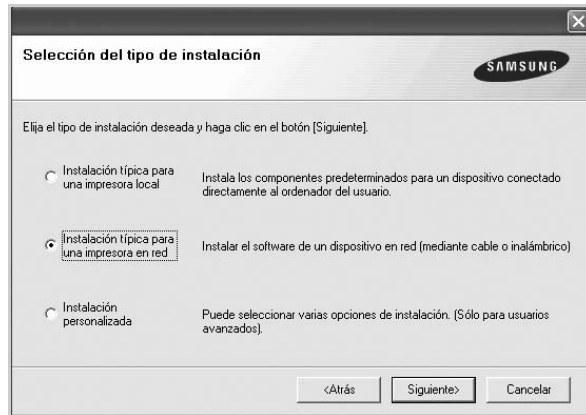 Selección del tipo de instalación
SAMSUNG
Elija el tipo de instalación deseada y haga clic en el botón [Siguiente].
Instalación típica para
una impresora local
Instala los componentes predeterminados para un dispositivo conectado
directamente al ordenador del usuario.
Instalación típica para
una impresora en red
Instalar el software de un dispositivo en red (mediante cable o inalámbrico)
Instalación
personalizada
Puede seleccionar varias opciones de instalación. (Sólo para usuarios
avanzados).
<Atrás
Siguiente>
Cancelar